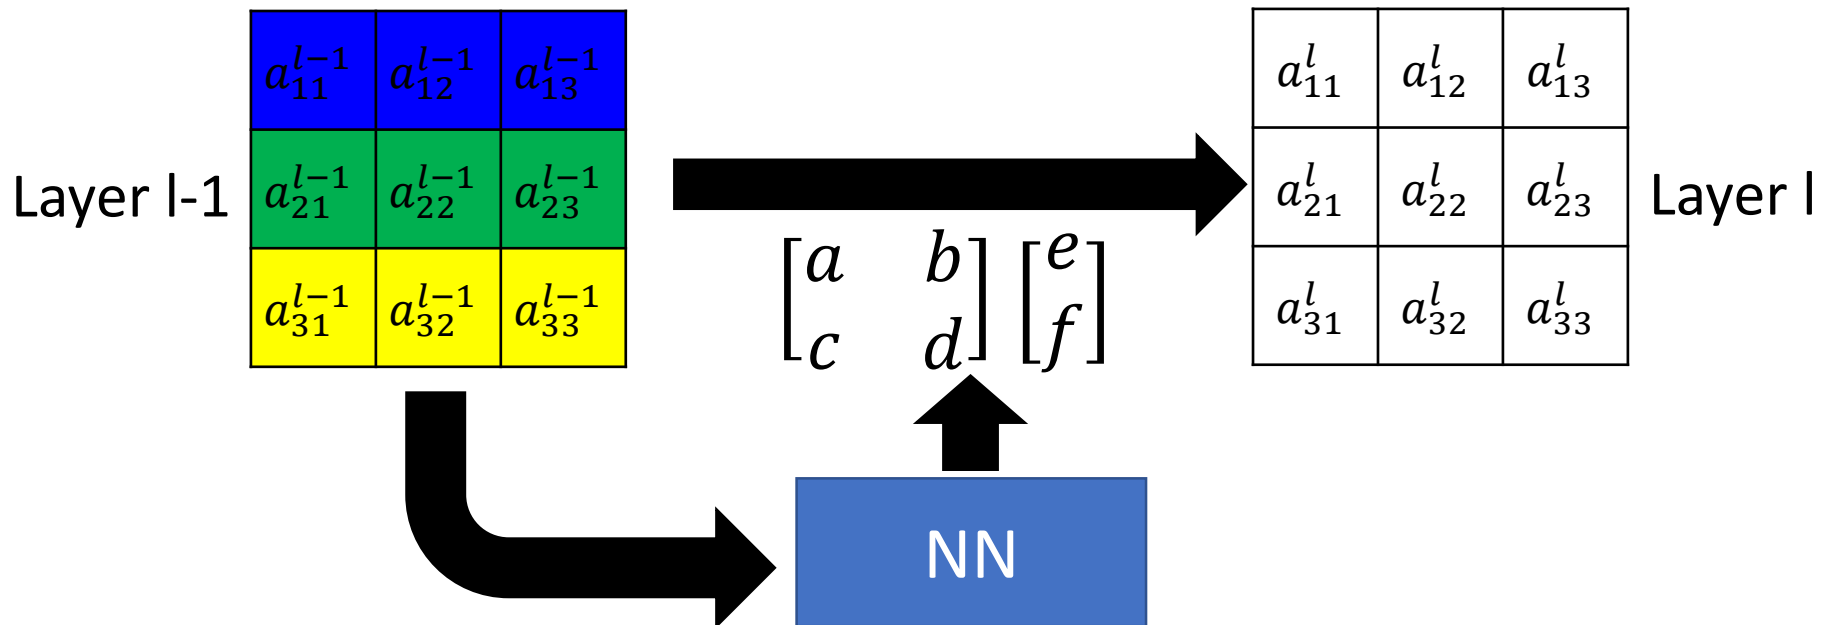 a_{11}^{l-1} a_{12}^{l-1} a_{13}^{l-1}
Layer l-1 a_{21}^{l-1} a_{22}^{l-1} a_{23}^{l-1}
a_{31}^{l-1} a_{32}^{l-1} a_{33}^{l-1}
[a b] [e]
[c d] [f]
NN
a_{11}^{l} a_{12}^{l} a_{13}^{l}
a_{21}^{l} a_{22}^{l} a_{23}^{l} Layer l
a_{31}^{l} a_{32}^{l} a_{33}^{l}